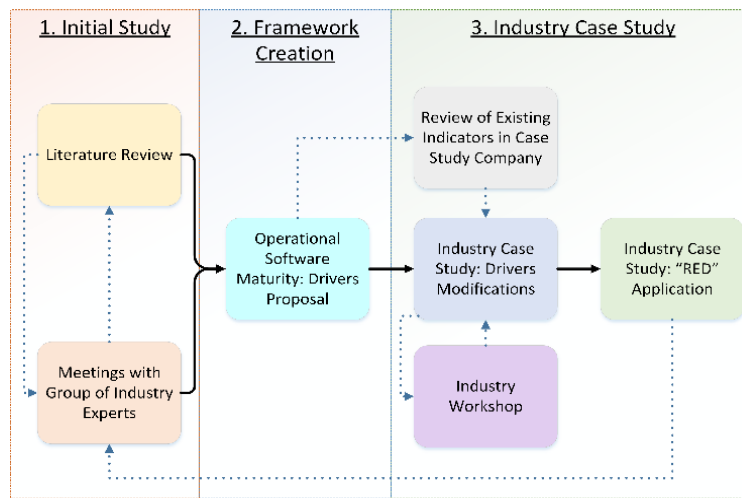 1. Initial Study
2. Framework
Creation
3. Industry Case Study
Literature Review
Meetings with
Group of Industry
Experts
Operational
Software
Maturity: Drivers
Proposal
Review of Existing
Indicators in Case
Study Company
Industry Case
Study: Drivers
Modifications
Industry
Workshop
Industry Case
Study: “RED”
Application